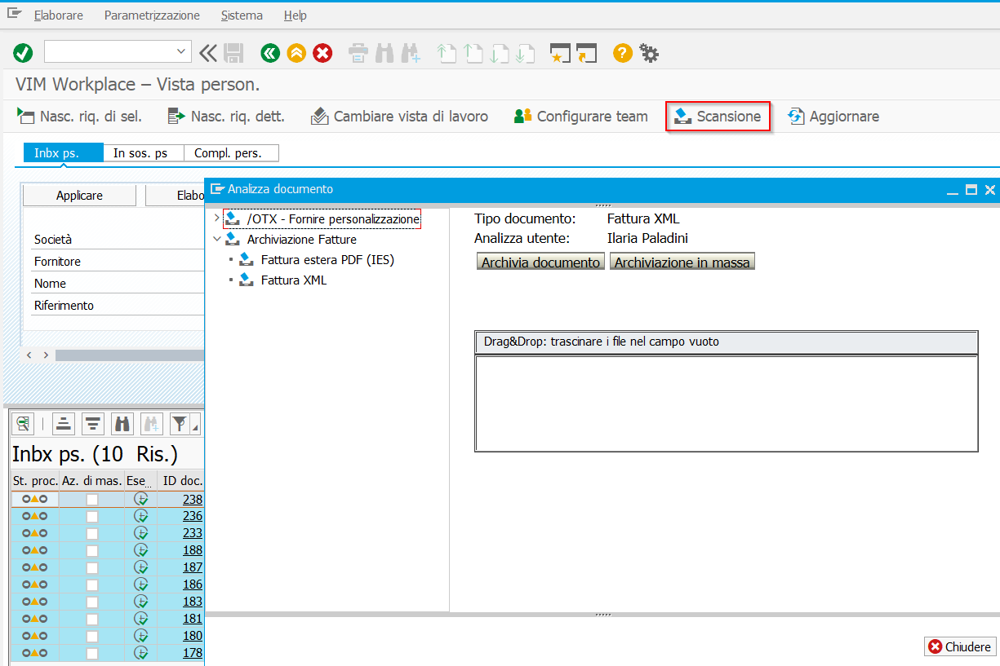 Elaborare Parametrizzazione Sistema Help
VIM Workplace – Vista person.
Nasc. riq. di sel. Nasc. riq. dett. Cambiare vista di lavoro Configurare team Scansione Aggiornare
Inbx ps. In sos. ps Compl. pers.
Applicare Elabo
Società
Fornitore
Nome
Riferimento
Analizza documento
/OTX - Fornire personalizzazione
Archiviazione Fatture
Fattura estera PDF (IES)
Fattura XML
Tipo documento: Fattura XML
Analizza utente: Ilaria Paladini
Archivia documento Archiviazione in massa
Drag&Drop: trascinare i file nel campo vuoto
Inbx ps. (10 Ris.)
St. proc. Az. di mas. Ese... ID doc.
238
236
233
188
187
186
183
181
180
178
Chiudere